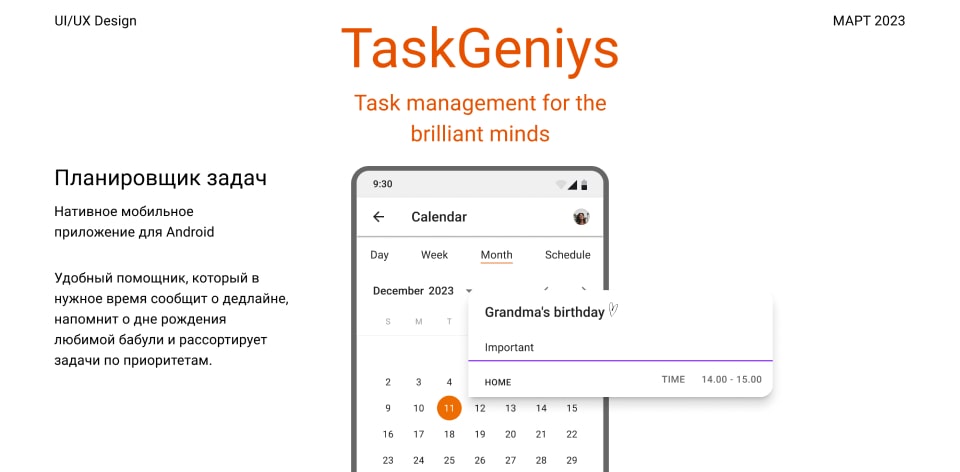 UI/UX Design
МАРТ 2023
TaskGeniys
Task management for the
brilliant minds
Планировщик задач
Нативное мобильное
приложение для Android
Удобный помощник, который в
нужное время сообщит о дедлайне,
напомнит о дне рождения
любимой бабули и рассортирует
задачи по приоритетам.
9:30
Calendar
Day Week Month Schedule
December 2023
S M T
Grandma's birthday
Important
HOME TIME 14.00 - 15.00
2 3 4
9 10 11 12 13 14 15
16 17 18 19 20 21 22
23 24 25 26 27 28 29